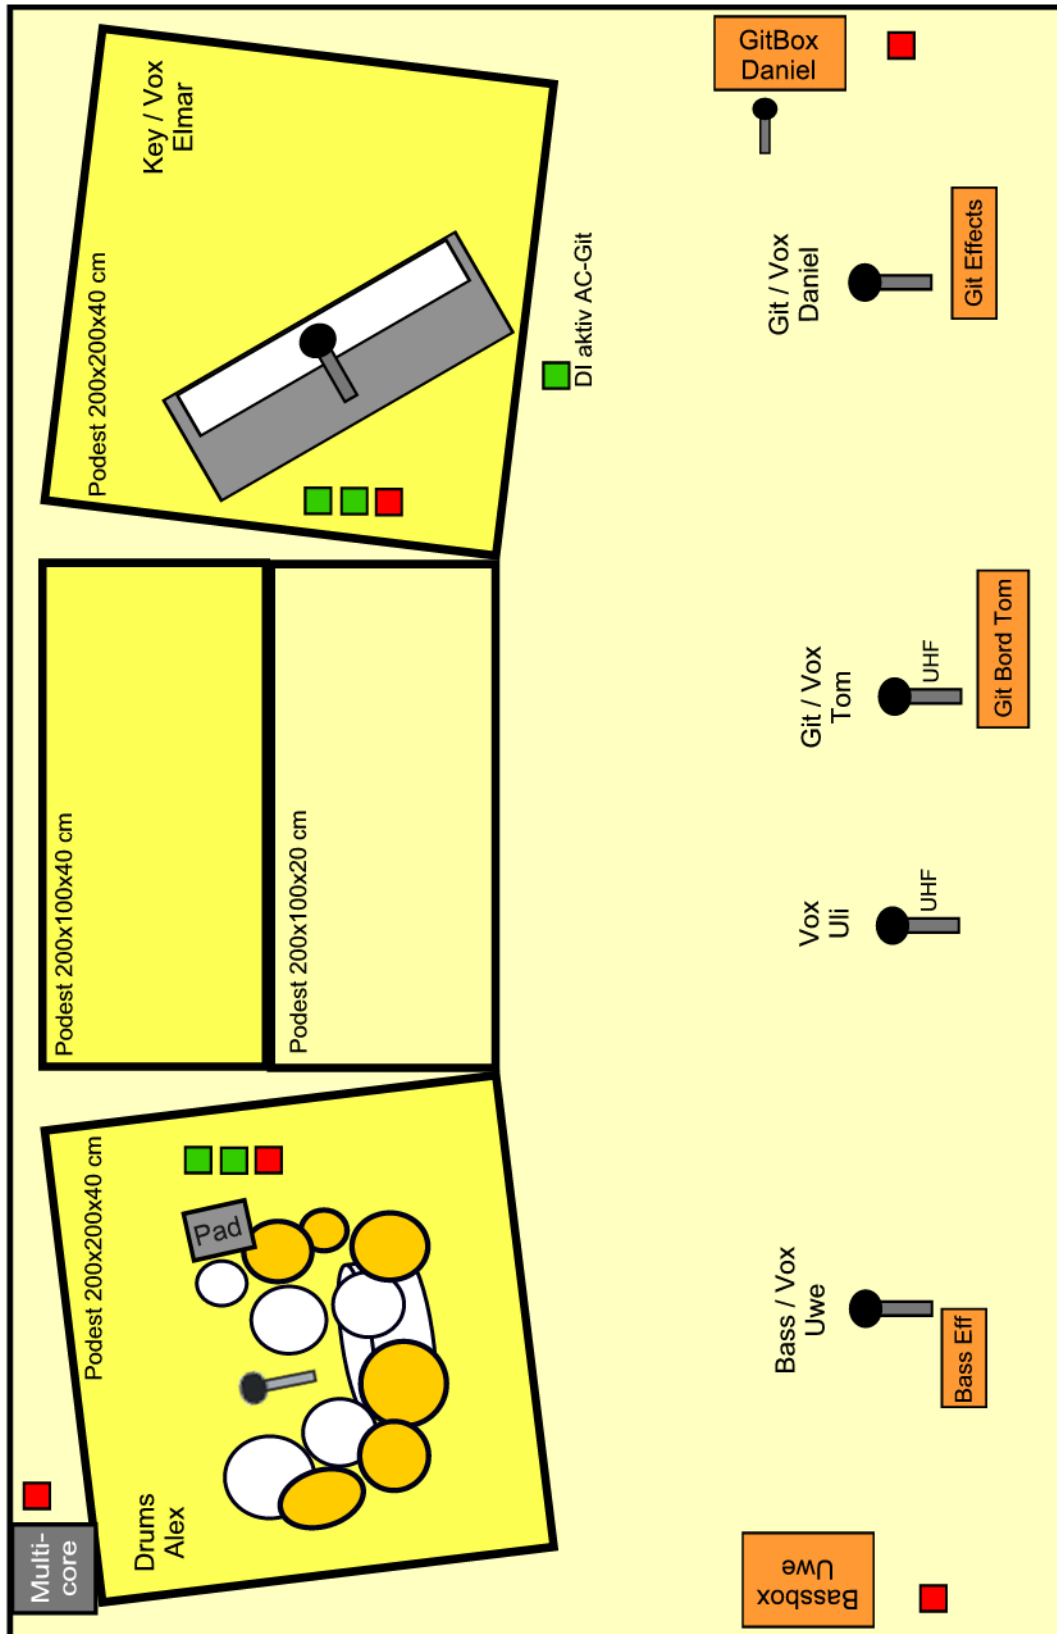 Multi-
core
Drums
Alex
Podest 200x200x40 cm
Pad
Podest 200x100x40 cm
Podest 200x100x20 cm
Podest 200x200x40 cm
Key / Vox
Elmar
DI aktiv AC-Git
Bassbox
Uwe
Bass / Vox
Uwe
Bass Eff
Vox
Uli
UHF
Git / Vox
Tom
UHF
Git Bord Tom
Git / Vox
Daniel
Git Effects
GitBox
Daniel